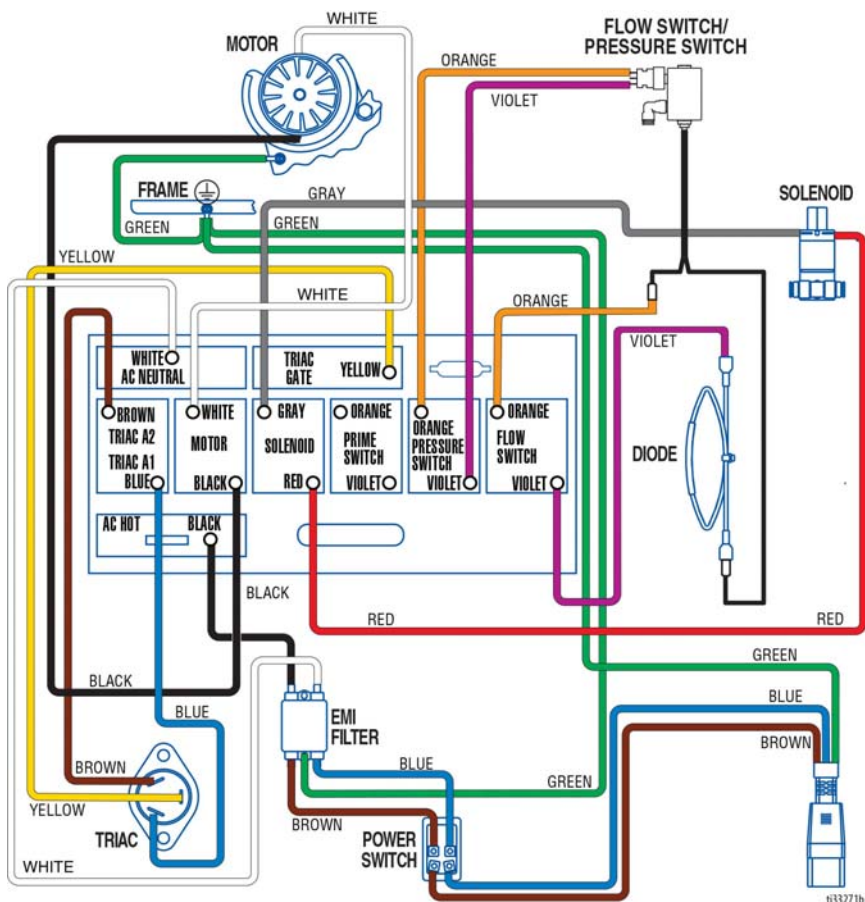 WHITE
MOTOR
FLOW SWITCH/
PRESSURE SWITCH
ORANGE
VIOLET
FRAME
GRAY
SOLENOID
GREEN
GREEN
YELLOW
WHITE
ORANGE
VIOLET
WHITE
AC NEUTRAL
TRIAC
GATE
YELLOW
BROWN
TRIAC A2
TRIAC A1
BLUE
WHITE
MOTOR
BLACK
GRAY
SOLENOID
RED
ORANGE
PRIME
SWITCH
VIOLET
ORANGE
PRESSURE
SWITCH
VIOLET
ORANGE
FLOW
SWITCH
VIOLET
DIODE
AC HOT
BLACK
BLACK
RED
RED
GREEN
BLACK
BLUE
EMI
FILTER
BLUE
BROWN
BLUE
GREEN
BROWN
YELLOW
TRIAC
BROWN
POWER
SWITCH
WHITE
ti33271b